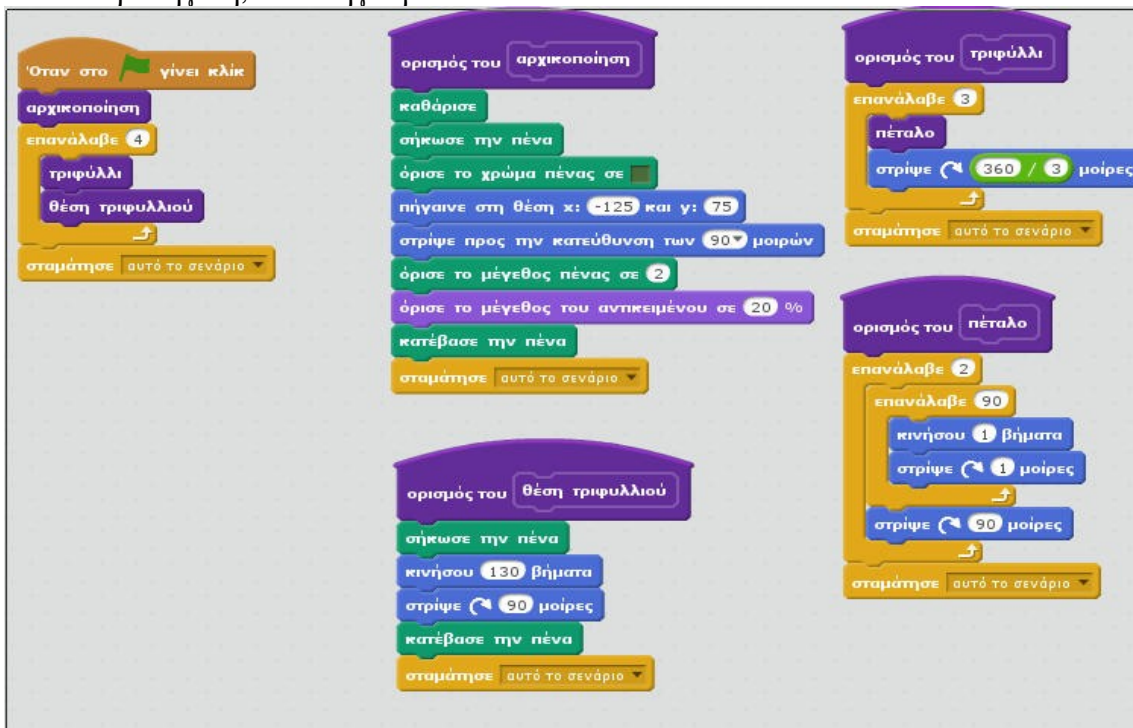 Όταν στο γίνει κλίκ
αρχικοποίηση
επανάλαβε 4
τριφύλλι
θέση τριφυλλιού
σταμάτησε αυτό το σενάριο
ορισμός του αρχικοποίηση
καθάρισε
σήκωσε την πένα
όρισε το χρώμα πένας σε
πήγαινε στη θέση x: -125 και y: 75
στρίψε προς την κατεύθυνση των 90 μοιρών
όρισε το μέγεθος πένας σε 2
όρισε το μέγεθος του αντικειμένου σε 20 %
κατέβασε την πένα
σταμάτησε αυτό το σενάριο
ορισμός του θέση τριφυλλιού
σήκωσε την πένα
κινήσου 130 βήματα
στρίψε 90 μοίρες
κατέβασε την πένα
σταμάτησε αυτό το σενάριο
ορισμός του τριφύλλι
επανάλαβε 3
πέταλο
στρίψε 360 / 3 μοίρες
σταμάτησε αυτό το σενάριο
ορισμός του πέταλο
επανάλαβε 2
επανάλαβε 90
κινήσου 1 βήματα
στρίψε 1 μοίρες
στρίψε 90 μοίρες
σταμάτησε αυτό το σενάριο